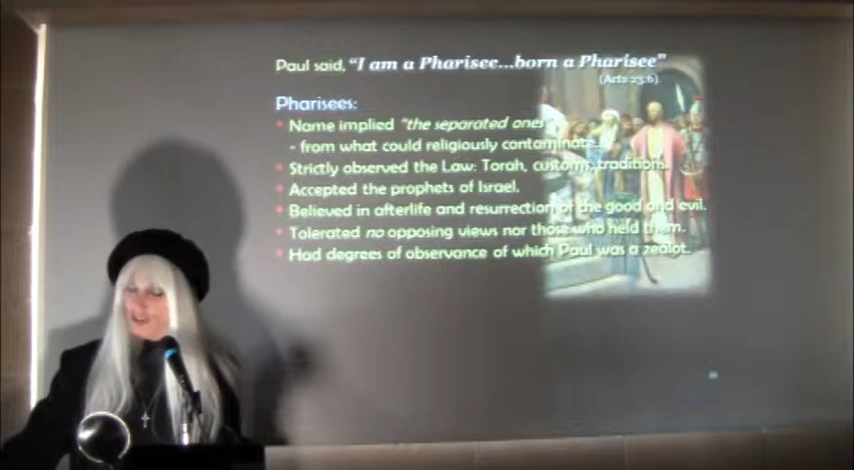 Paul said, “I am a Pharisee...born a Pharisee”
(Acts 23:6).
Pharisees:
• Name implied “the separated ones
- from what could religiously contaminate.
• Strictly observed the Law: Torah, customs, traditions.
• Accepted the prophets of Israel.
• Believed in afterlife and resurrection of the good and evil.
• Tolerated no opposing views nor those who held them.
• Had degrees of observance of which Paul was a zealot.